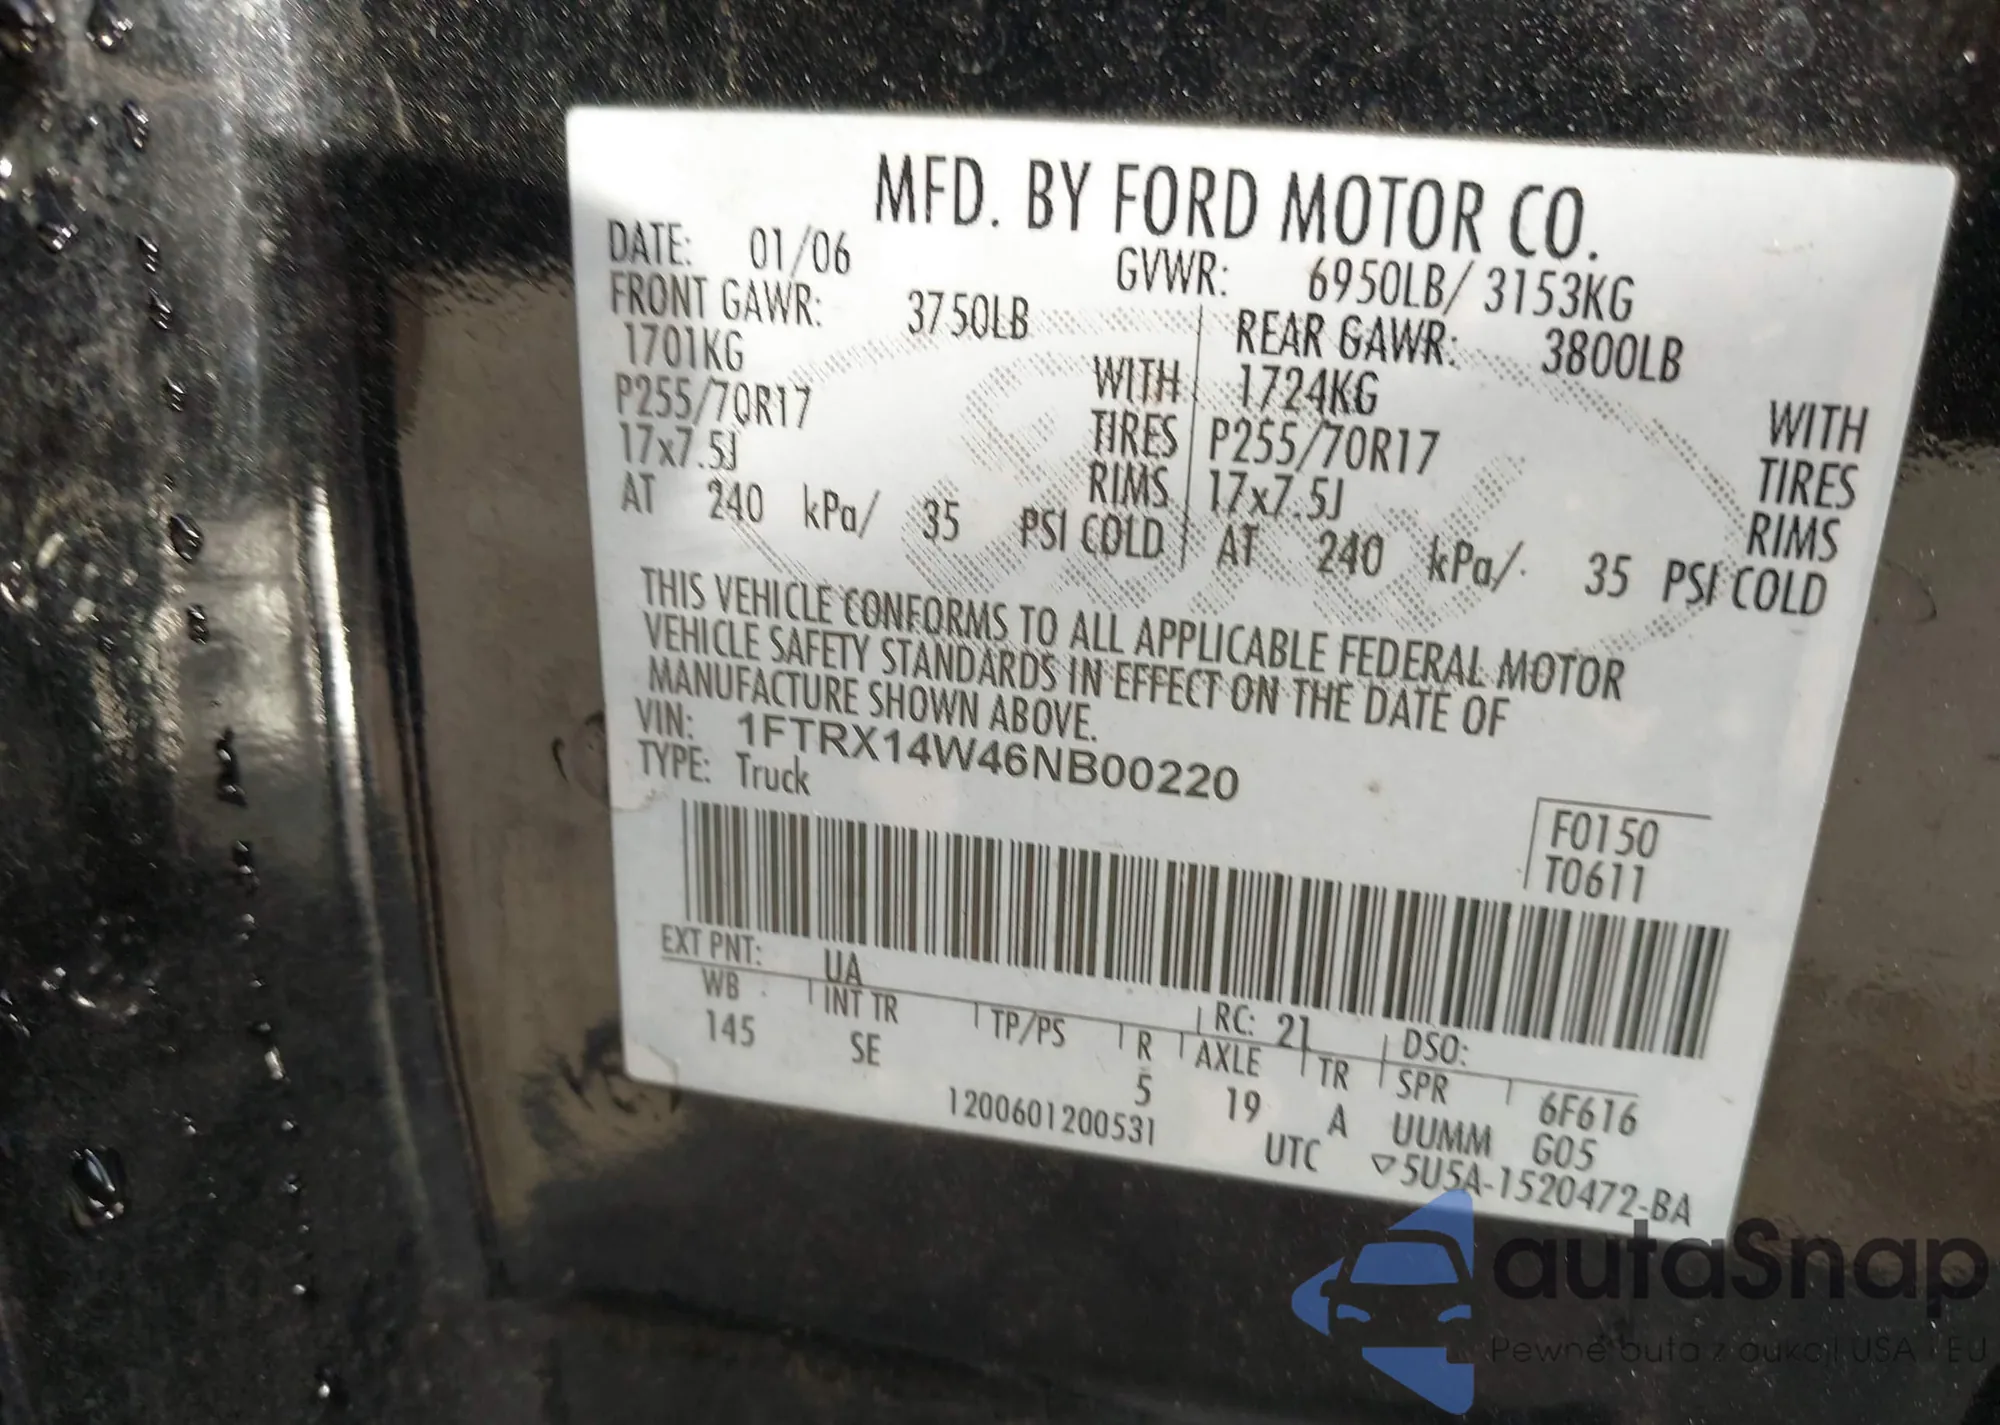 MFD. BY FORD MOTOR CO.
DATE: 01/06 GVWR: 6950LB/ 3153KG
FRONT GAWR: 3750LB REAR GAWR: 3800LB
1701KG WITH 1724KG WITH
P255/70R17 TIRES P255/70R17 TIRES
17x7.5J RIMS 17x7.5J RIMS
AT 240 kPa/ 35 PSI COLD AT 240 kPa/ 35 PSI COLD
THIS VEHICLE CONFORMS TO ALL APPLICABLE FEDERAL MOTOR
VEHICLE SAFETY STANDARDS IN EFFECT ON THE DATE OF
MANUFACTURE SHOWN ABOVE.
VIN: 1FTRX14W46NB00220
TYPE: Truck
F0150
T0611
EXT PNT: UA RC: 21 DSO:
WB INT TR TP/PS R AXLE TR SPR 6F616
145 SE 5 19 A UUMM G05
1200601200531 UTC ▽5U5A-1520472-BA
autaSnap
Pewne auta z aukcji USA i EU